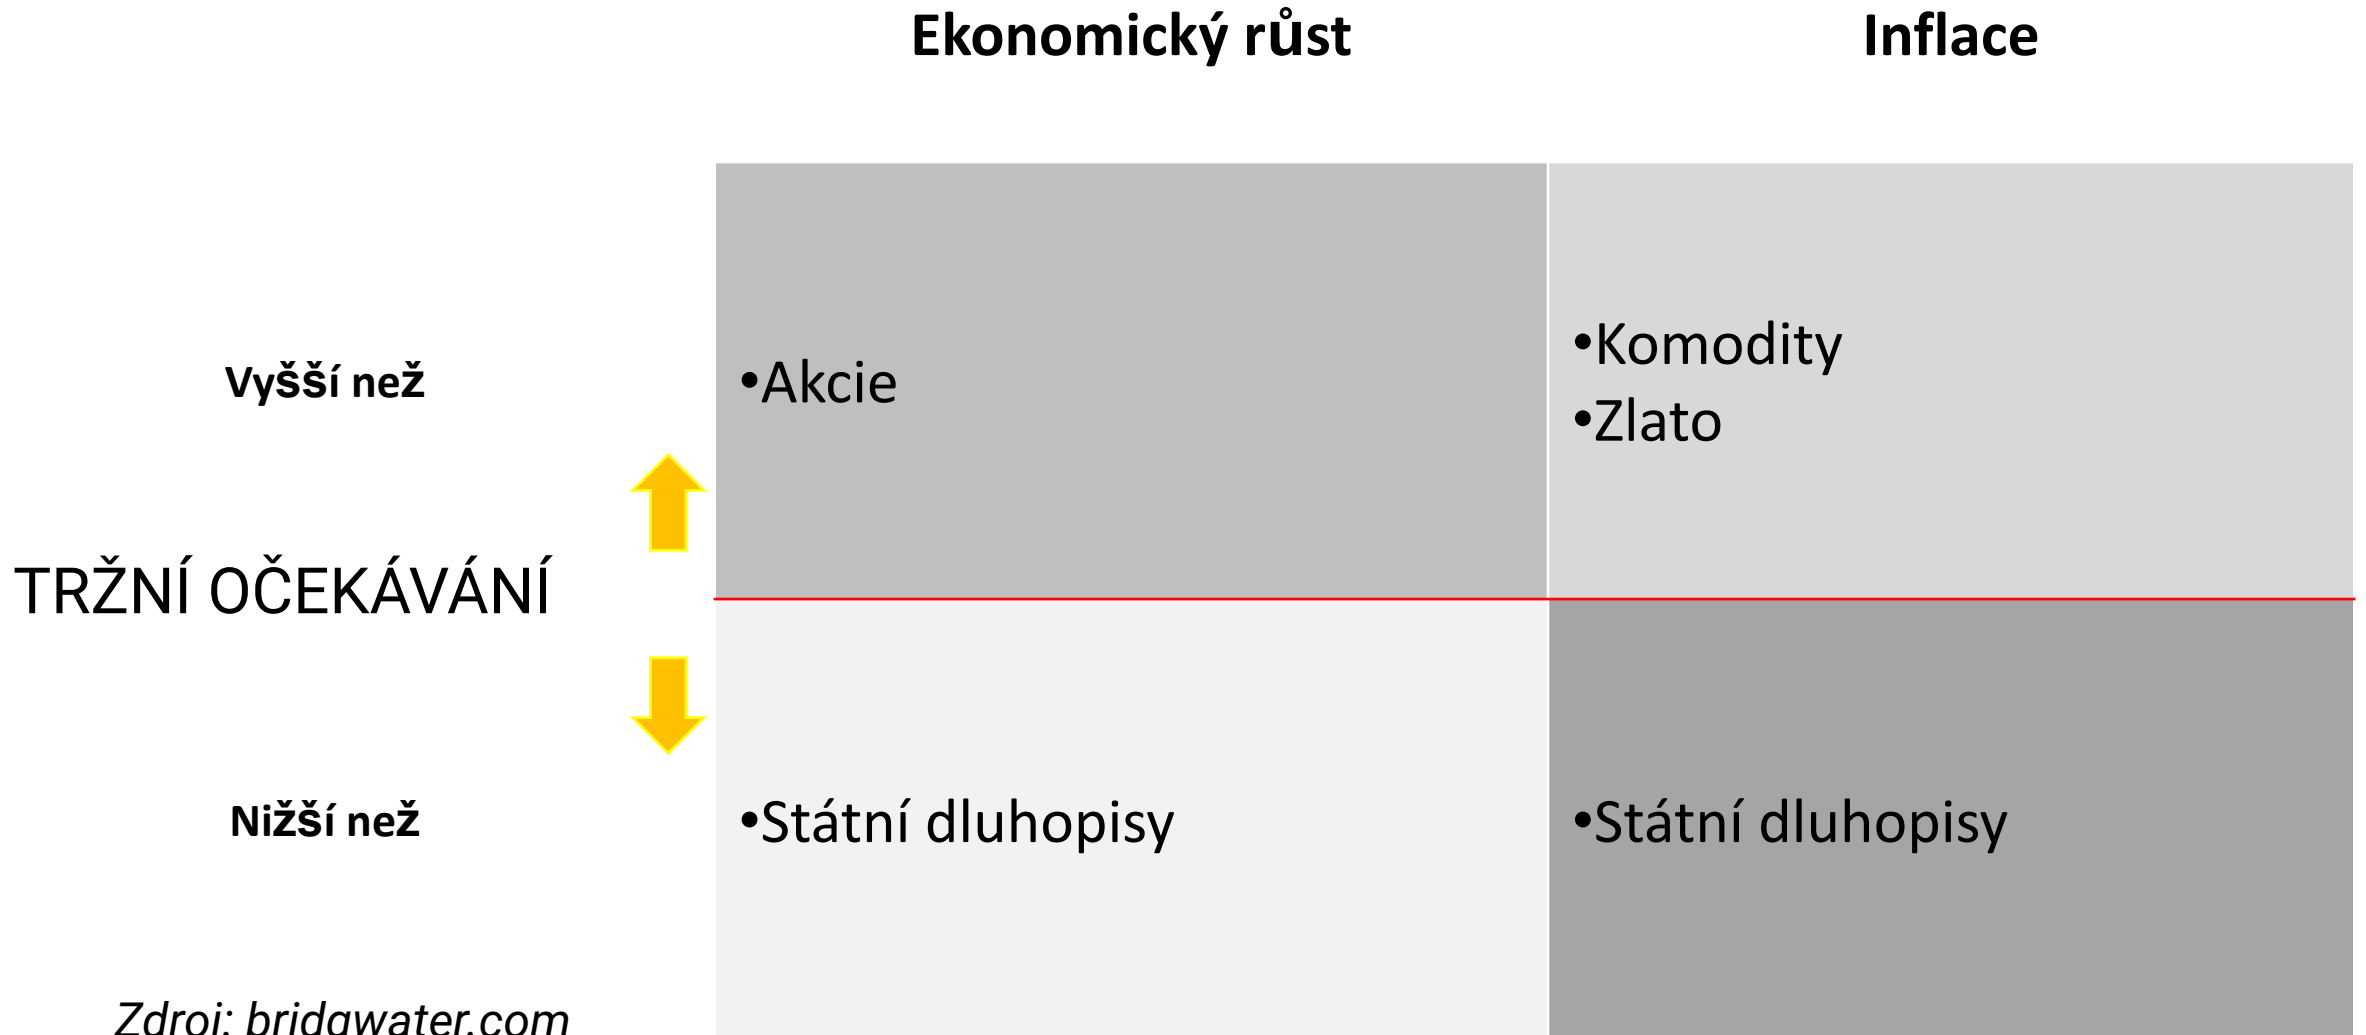 Ekonomický růst
Inflace
Vyšší než
•Akcie
•Komodity
•Zlato
TRŽNÍ OČEKÁVÁNÍ
Nižší než
•Státní dluhopisy
•Státní dluhopisy
Zdroj: bridgwater.com